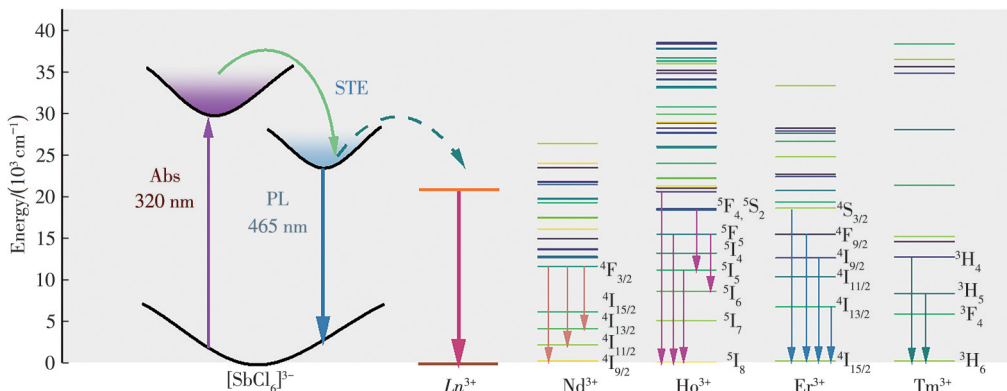 Energy/(10³ cm⁻¹)
40
35
30
25
20
15
10
5
0
Abs
320 nm
STE
PL
465 nm
[SbCl₆]³⁻
Ln³⁺
⁴F₃/₂
⁴I₁₅/₂
⁴I₁₃/₂
⁴I₁₁/₂
⁴I₉/₂
Nd³⁺
⁵F₄, ⁵S₂
⁵F₅
⁵I₄
⁵I₅
⁵I₆
⁵I₇
⁵I₈
Ho³⁺
⁴S₃/₂
⁴F₉/₂
⁴I₉/₂
⁴I₁₁/₂
⁴I₁₃/₂
⁴I₁₅/₂
Er³⁺
³H₄
³H₅
³F₄
³H₆
Tm³⁺